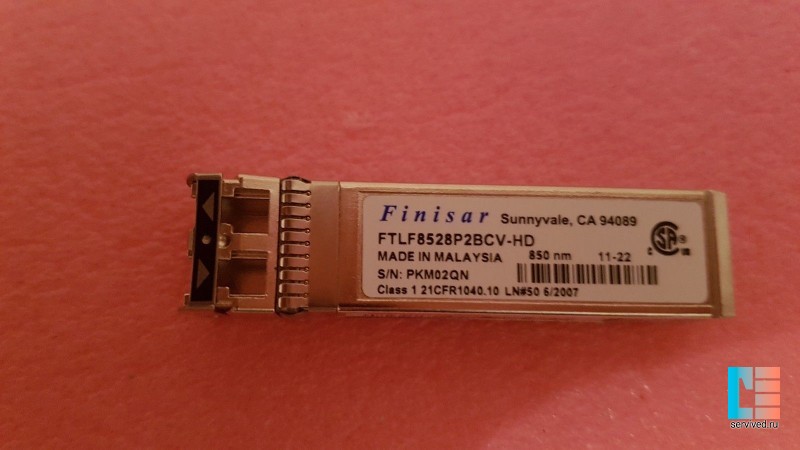 Finisar Sunnyvale, CA 94089
FTLF8528P2BCV-HD
MADE IN MALAYSIA 850 nm 11-22
S/N: PKM02QN
Class 1 21CFR1040.10 LN#50 6/2007
servived.ru